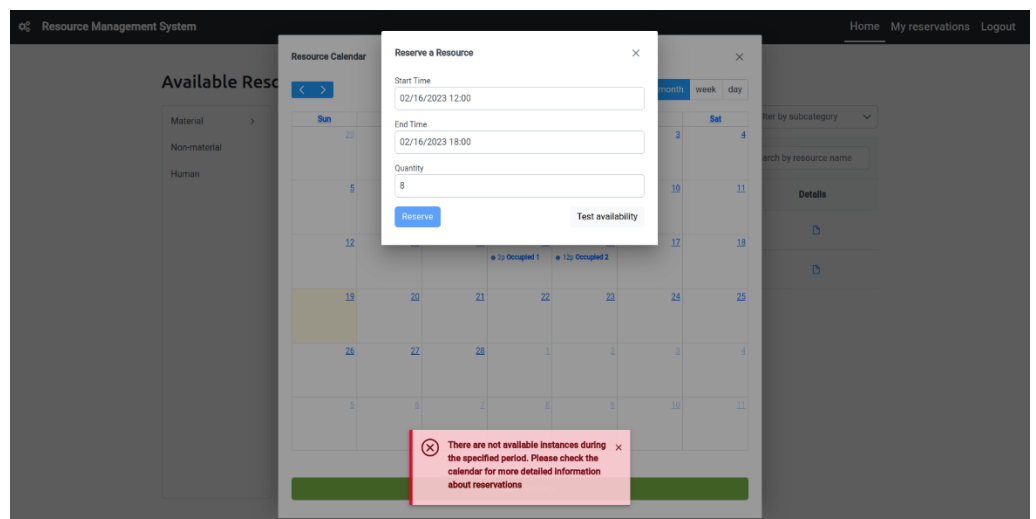 Resource Management System
Home My reservations Logout
Available Reso
Material
Non-material
Human
Resource Calendar
month week day
Sun
Sat
29 3 4
5 10 11
12 17 18
3p Occupied 1 12p Occupied 2
19 20 21 22 23 24 25
26 27 28 1 2 3 4
5 6 7 8 9 10 11
Reserve a Resource
Start Time
02/16/2023 12:00
End Time
02/16/2023 18:00
Quantity
8
Reserve Test availability
lter by subcategory
arch by resource name
Details
There are not available instances during
the specified period. Please check the
calendar for more detailed information
about reservations